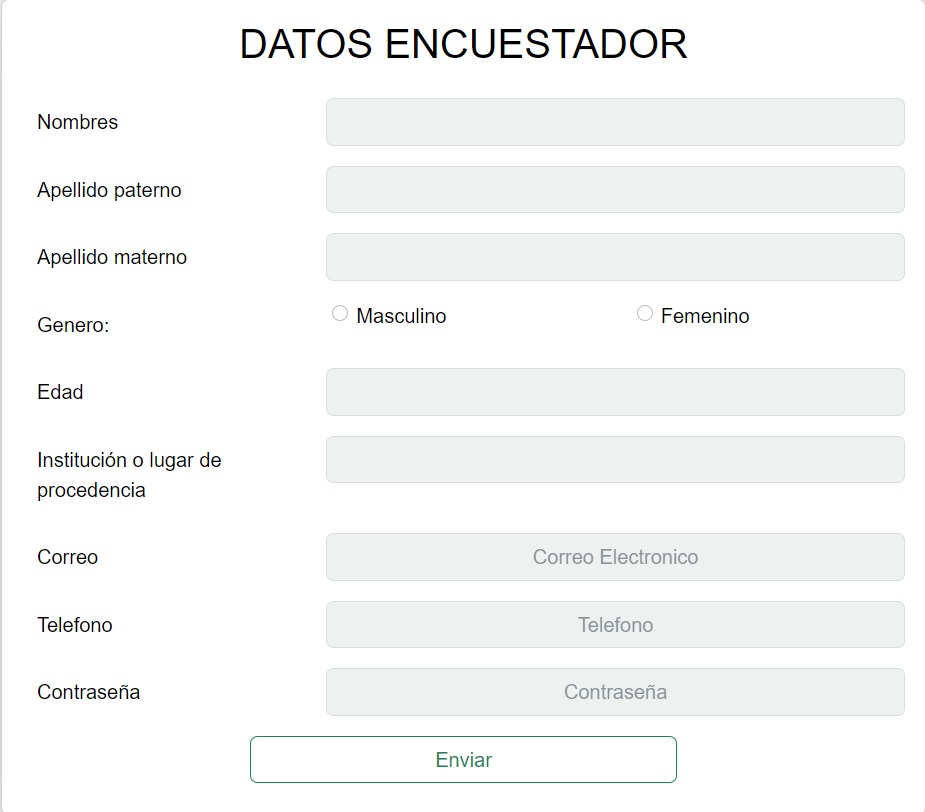 DATOS ENCUESTADOR
Nombres
Apellido paterno
Apellido materno
Genero:
Masculino
Femenino
Edad
Institución o lugar de
procedencia
Correo
Correo Electronico
Telefono
Telefono
Contraseña
Contraseña
Enviar